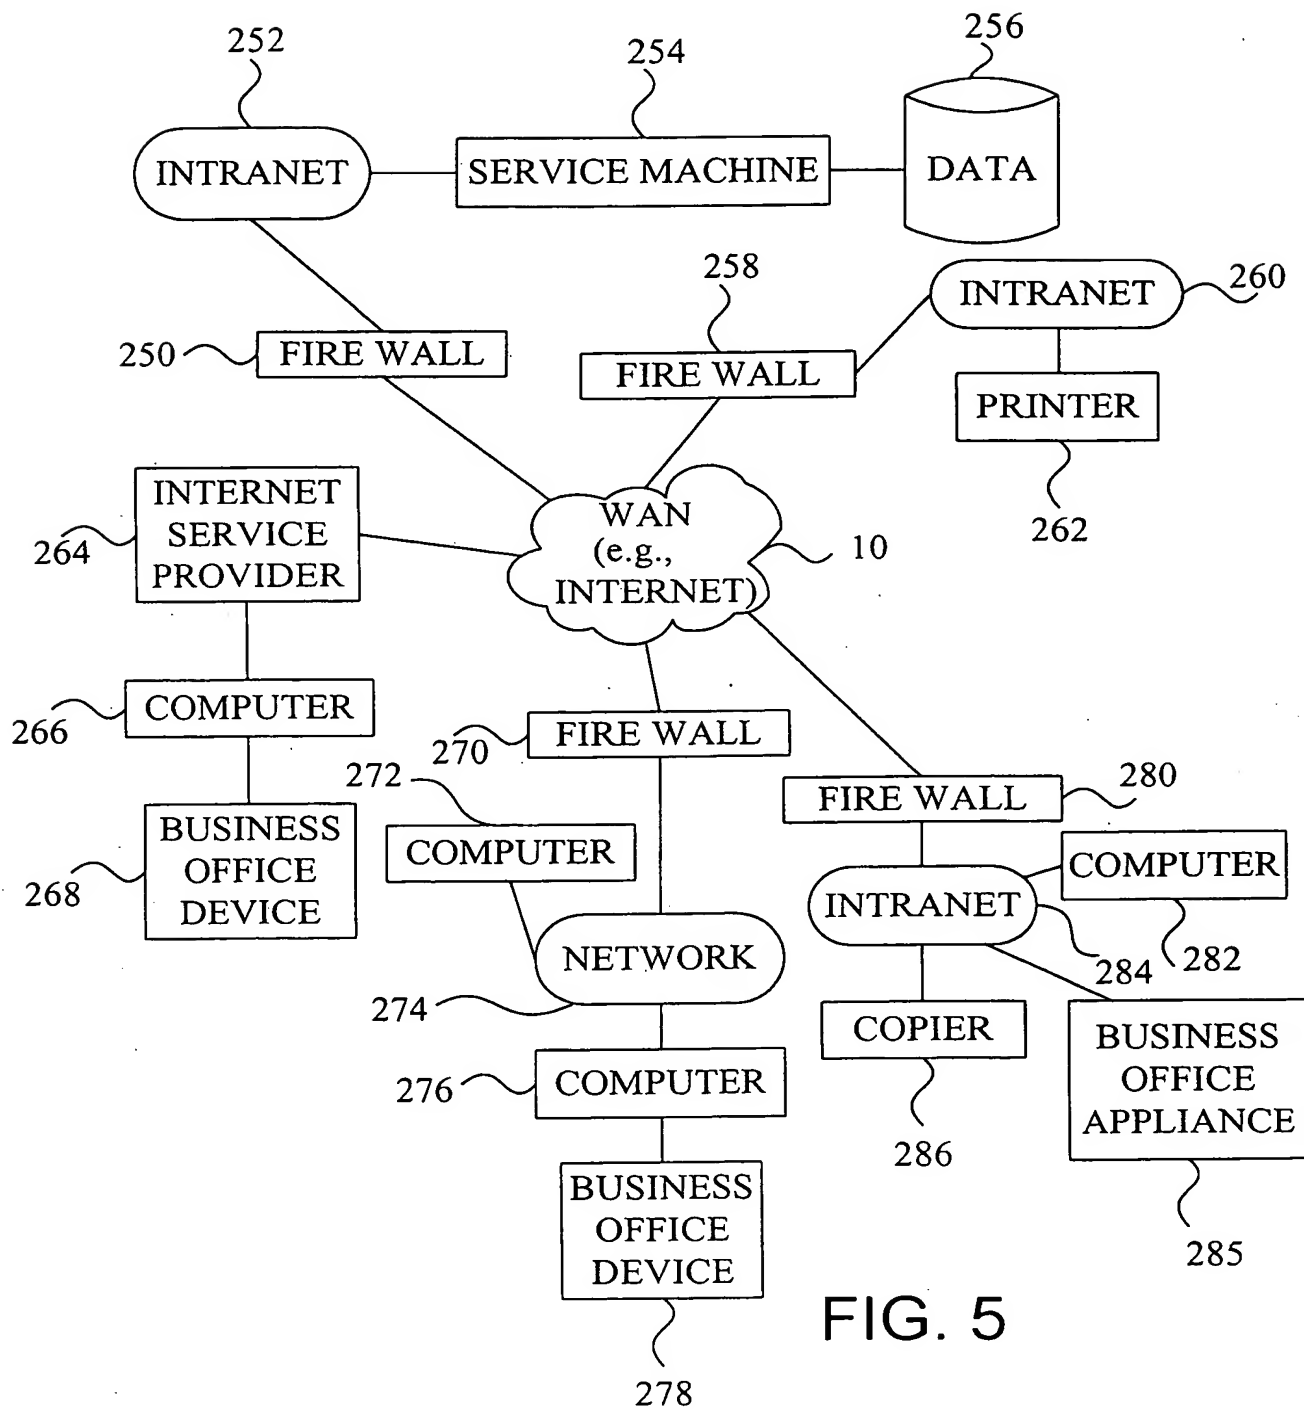 252
254
256
INTRANET
SERVICE MACHINE
DATA
258
260
INTRANET
250
FIRE WALL
FIRE WALL
PRINTER
262
INTERNET
SERVICE
PROVIDER
264
WAN
(e.g.,
INTERNET)
10
COMPUTER
266
270
FIRE WALL
272
280
FIRE WALL
BUSINESS
OFFICE
DEVICE
268
COMPUTER
COMPUTER
282
INTRANET
284
NETWORK
274
COPIER
286
BUSINESS
OFFICE
APPLIANCE
285
276
COMPUTER
BUSINESS
OFFICE
DEVICE
278
FIG. 5